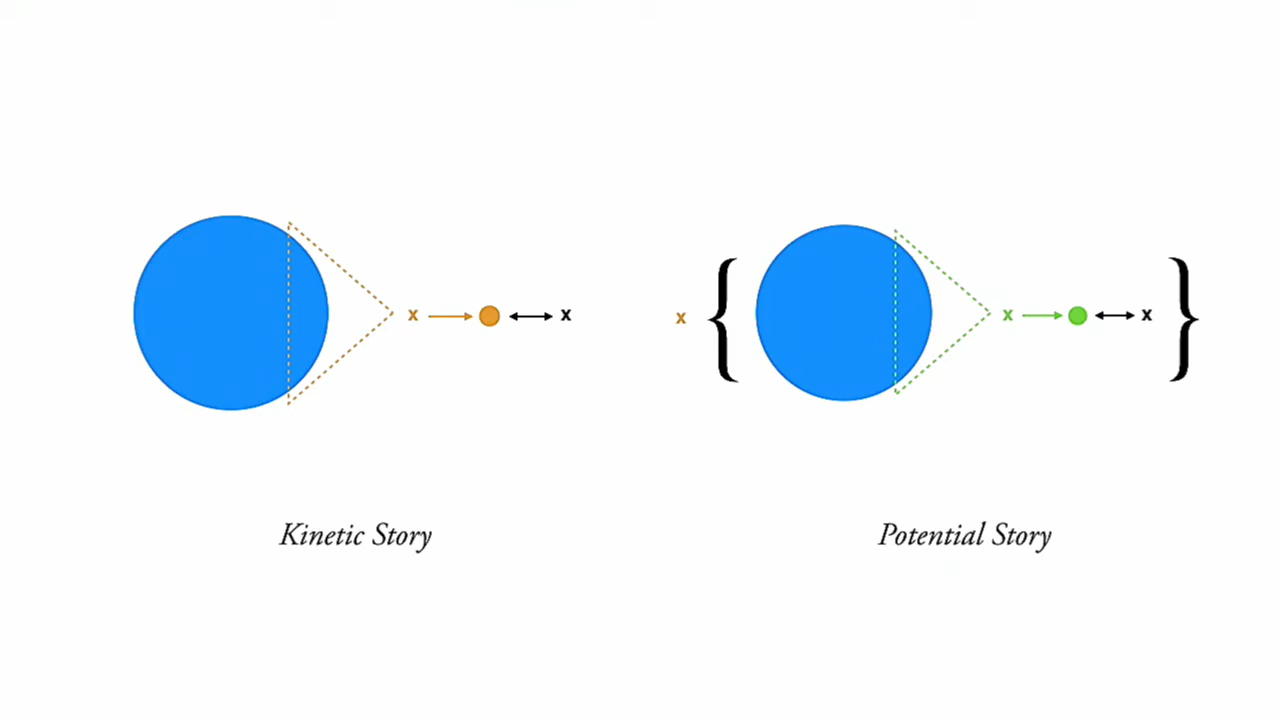 x x
x { x x }
Kinetic Story
Potential Story